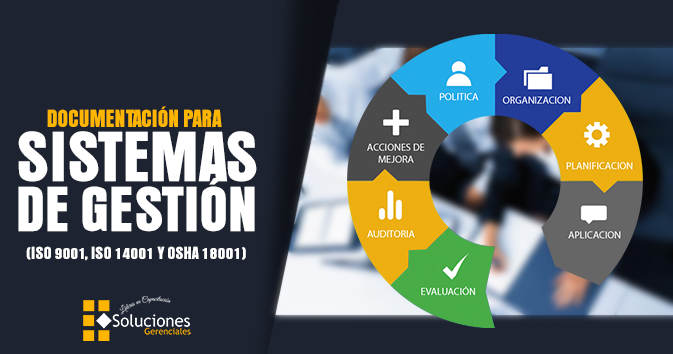 DOCUMENTACIÓN PARA
SISTEMAS
DE GESTIÓN
(ISO 9001, ISO 14001 Y OSHA 18001)
Líderes en Capacitación
Soluciones
Gerenciales
POLITICA
ORGANIZACION
PLANIFICACION
APLICACION
EVALUACIÓN
AUDITORIA
ACCIONES DE
MEJORA